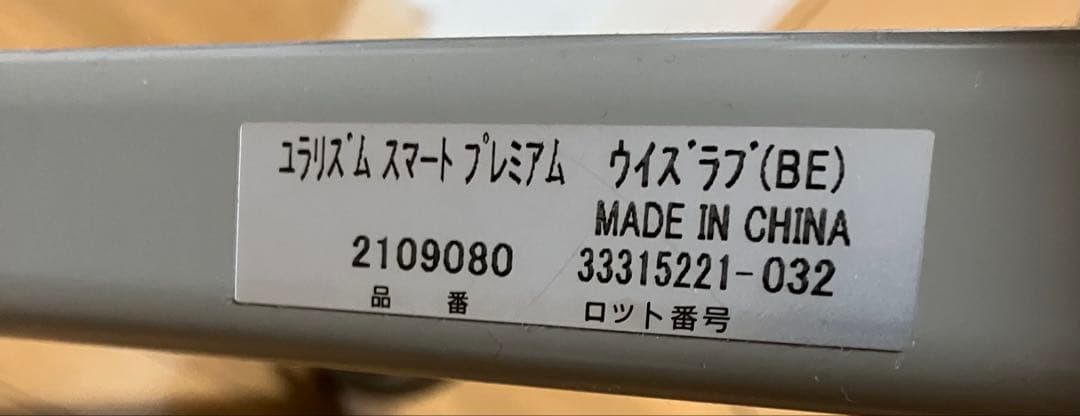 ユラリズム スマート プレミアム ウイズラブ(BE)
MADE IN CHINA
2109080 33315221-032
品番 ロット番号